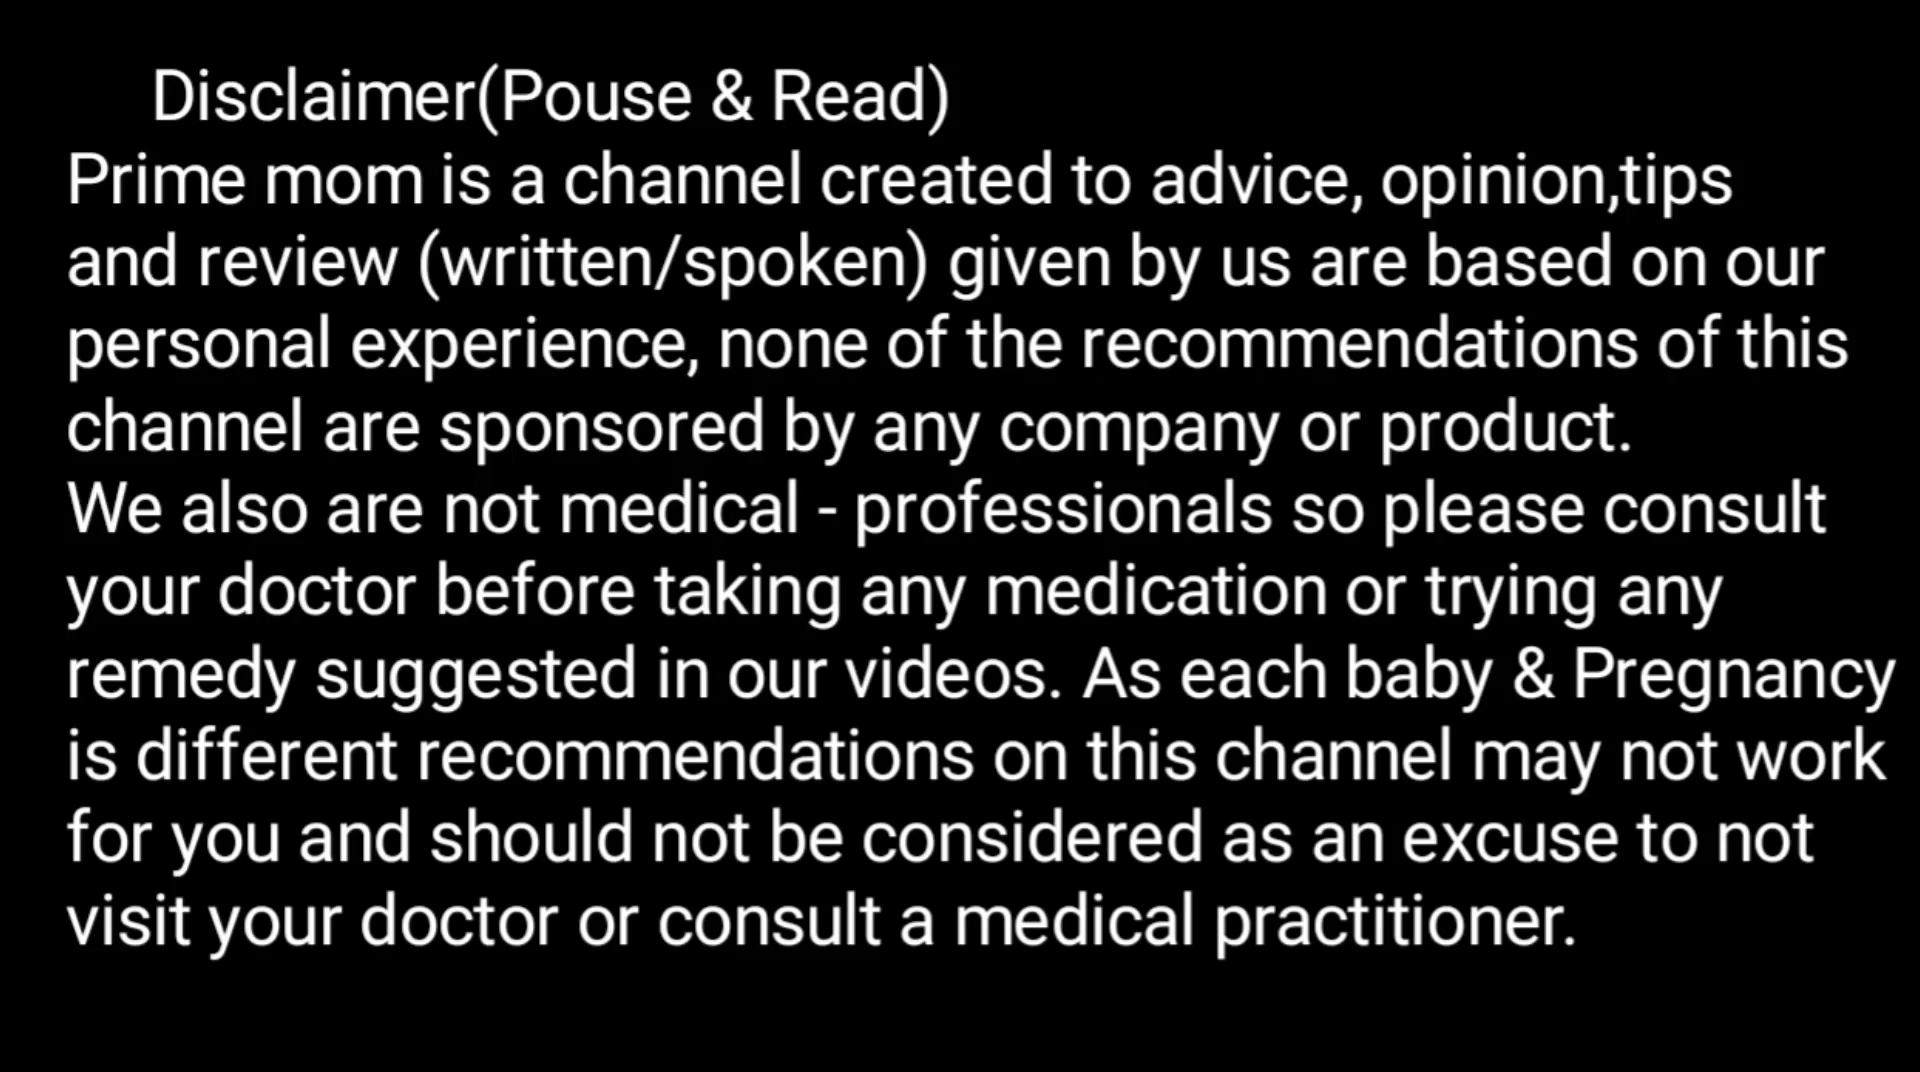 Disclaimer(Pouse & Read)
Prime mom is a channel created to advice, opinion,tips
and review (written/spoken) given by us are based on our
personal experience, none of the recommendations of this
channel are sponsored by any company or product.
We also are not medical - professionals so please consult
your doctor before taking any medication or trying any
remedy suggested in our videos. As each baby & Pregnancy
is different recommendations on this channel may not work
for you and should not be considered as an excuse to not
visit your doctor or consult a medical practitioner.